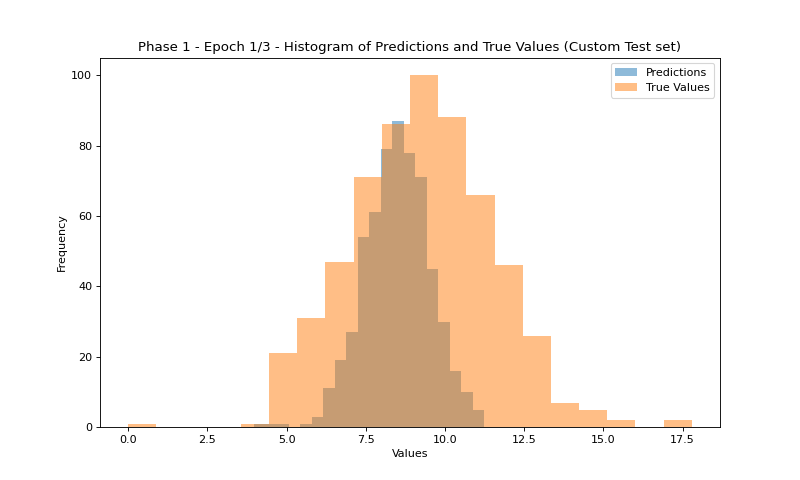 Phase 1 - Epoch 1/3 - Histogram of Predictions and True Values (Custom Test set)
Predictions
True Values
100
80
60
40
20
0
Frequency
0.0 2.5 5.0 7.5 10.0 12.5 15.0 17.5
Values